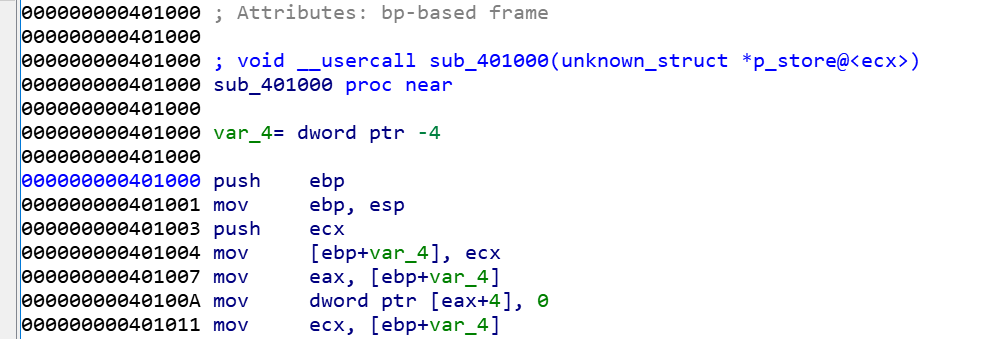 000000000401000 ; Attributes: bp-based frame
000000000401000
000000000401000 ; void __usercall sub_401000(unknown_struct *p_store@<ecx>)
000000000401000 sub_401000 proc near
000000000401000
000000000401000 var_4= dword ptr -4
000000000401000
000000000401000 push    ebp
000000000401001 mov     ebp, esp
000000000401003 push    ecx
000000000401004 mov     [ebp+var_4], ecx
000000000401007 mov     eax, [ebp+var_4]
00000000040100A mov     dword ptr [eax+4], 0
000000000401011 mov     ecx, [ebp+var_4]